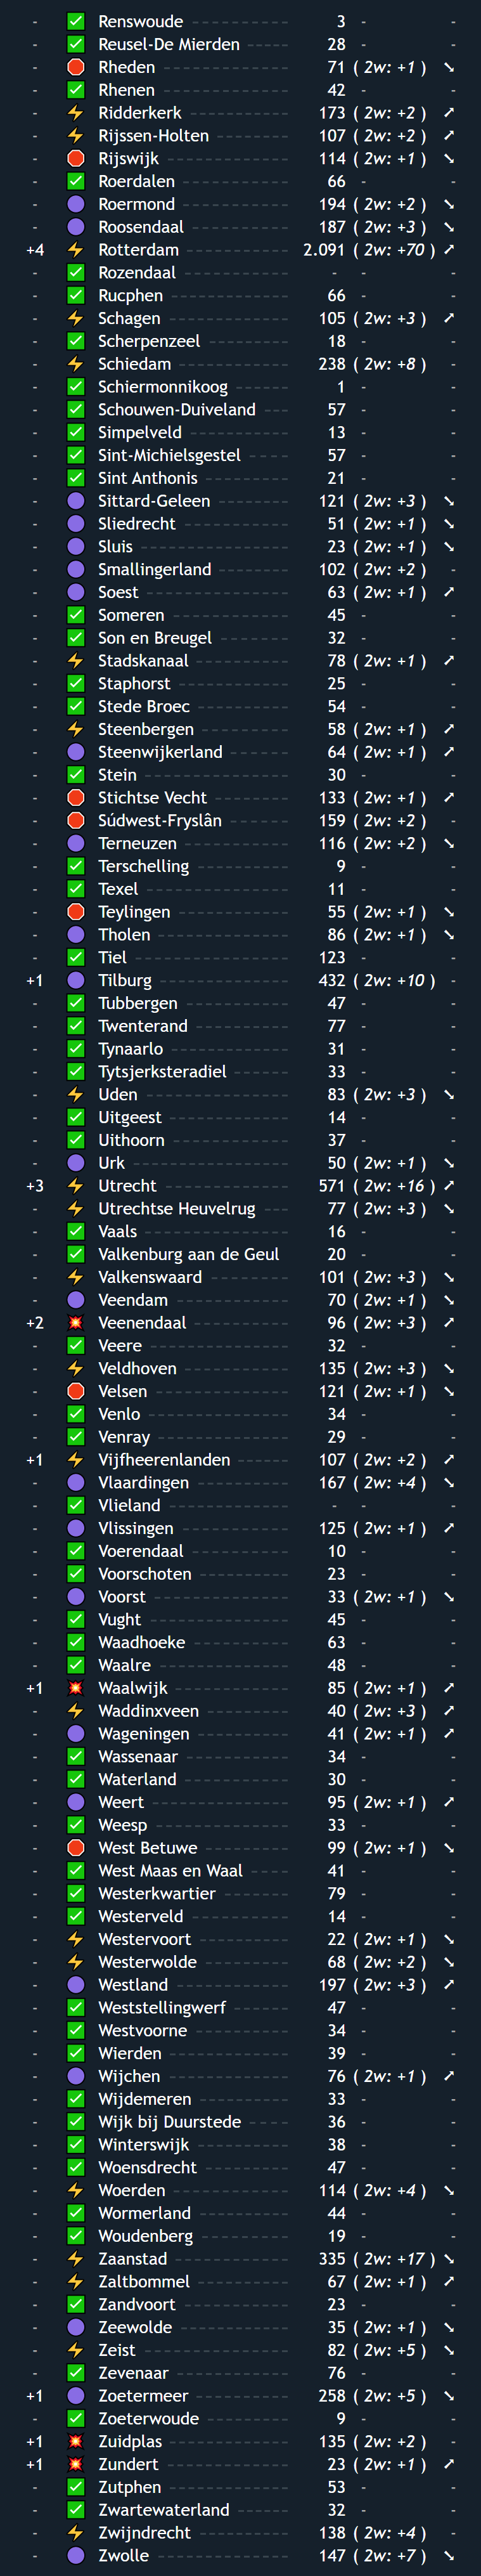 - ✅ Renswoude ------------ 3 - -
- ✅ Reusel-De Mierden ------ 28 - -
- 🛑 Rheden ---------------- 71 ( 2w: +1 ) ➘
- ✅ Rhenen ---------------- 42 - -
- ⚡ Ridderkerk ------------- 173 ( 2w: +2 ) ➚
- ⚡ Rijssen-Holten ---------- 107 ( 2w: +2 ) ➚
- 🛑 Rijswijk ---------------- 114 ( 2w: +1 ) ➘
- ✅ Roerdalen -------------- 66 - -
- 🟣 Roermond ------------- 194 ( 2w: +2 ) ➘
- 🟣 Roosendaal ------------ 187 ( 2w: +3 ) ➘
+4 ⚡ Rotterdam ------------- 2.091 ( 2w: +70 ) ➚
- ✅ Rozendaal ------------- - - -
- ✅ Rucphen --------------- 66 - -
- ⚡ Schagen --------------- 105 ( 2w: +3 ) ➚
- ✅ Scherpenzeel ----------- 18 - -
- ⚡ Schiedam -------------- 238 ( 2w: +8 ) -
- ✅ Schiermonnikoog ------- 1 - -
- ✅ Schouwen-Duiveland ---- 57 - -
- ✅ Simpelveld ------------- 13 - -
- ✅ Sint-Michielsgestel ----- 57 - -
- ✅ Sint Anthonis ----------- 21 - -
- 🟣 Sittard-Geleen ---------- 121 ( 2w: +3 ) ➘
- 🟣 Sliedrecht -------------- 51 ( 2w: +1 ) ➘
- 🟣 Sluis ------------------- 23 ( 2w: +1 ) ➘
- 🟣 Smallingerland --------- 102 ( 2w: +2 ) -
- 🟣 Soest ------------------ 63 ( 2w: +1 ) ➚
- ✅ Someren --------------- 45 - -
- ✅ Son en Breugel --------- 32 - -
- ⚡ Stadskanaal ------------ 78 ( 2w: +1 ) ➚
- ✅ Staphorst -------------- 25 - -
- ✅ Stede Broec ------------ 54 - -
- ⚡ Steenbergen ----------- 58 ( 2w: +1 ) ➚
- 🟣 Steenwijkerland -------- 64 ( 2w: +1 ) ➚
- ✅ Stein ------------------ 30 - -
- 🛑 Stichtse Vecht ---------- 133 ( 2w: +1 ) ➚
- 🛑 Súdwest-Fryslân -------- 159 ( 2w: +2 ) -
- 🟣 Terneuzen ------------- 116 ( 2w: +2 ) ➘
- ✅ Terschelling ------------ 9 - -
- ✅ Texel ------------------ 11 - -
- 🛑 Teylingen -------------- 55 ( 2w: +1 ) ➘
- 🟣 Tholen ---------------- 86 ( 2w: +1 ) ➘
- ✅ Tiel -------------------- 123 - -
+1 🟣 Tilburg ---------------- 432 ( 2w: +10 ) -
- ✅ Tubbergen ------------- 47 - -
- ✅ Twenterand ------------ 77 - -
- ✅ Tynaarlo --------------- 31 - -
- ✅ Tytsjerksteradiel ------- 33 - -
- ⚡ Uden ------------------ 83 ( 2w: +3 ) ➘
- ✅ Uitgeest --------------- 14 - -
- ✅ Uithoorn --------------- 37 - -
- 🟣 Urk -------------------- 50 ( 2w: +1 ) ➘
+3 ⚡ Utrecht ---------------- 571 ( 2w: +16 ) ➚
- ⚡ Utrechtse Heuvelrug --- 77 ( 2w: +3 ) ➘
- ✅ Vaals ------------------ 16 - -
- ✅ Valkenburg aan de Geul 20 - -
- ⚡ Valkenswaard ---------- 101 ( 2w: +3 ) ➘
- 🟣 Veendam -------------- 70 ( 2w: +1 ) ➘
+2 💥 Veenendaal ------------ 96 ( 2w: +3 ) ➚
- ✅ Veere ------------------ 32 - -
- ⚡ Veldhoven ------------- 135 ( 2w: +3 ) ➘
- 🛑 Velsen ----------------- 121 ( 2w: +1 ) ➘
- ✅ Venlo ------------------ 34 - -
- ✅ Venray ----------------- 29 - -
+1 ⚡ Vijfheerenlanden ------- 107 ( 2w: +2 ) ➚
- 🟣 Vlaardingen ------------ 167 ( 2w: +4 ) ➘
- ✅ Vlieland --------------- - - -
- 🟣 Vlissingen -------------- 125 ( 2w: +1 ) ➚
- ✅ Voerendaal ------------ 10 - -
- ✅ Voorschoten ----------- 23 - -
- 🟣 Voorst ----------------- 33 ( 2w: +1 ) ➘
- ✅ Vught ----------------- 45 - -
- ✅ Waadhoeke ------------ 63 - -
- ✅ Waalre ----------------- 48 - -
+1 💥 Waalwijk -------------- 85 ( 2w: +1 ) ➚
- ⚡ Waddinxveen ---------- 40 ( 2w: +3 ) ➚
- 🟣 Wageningen ----------- 41 ( 2w: +1 ) ➚
- ✅ Wassenaar ------------- 34 - -
- ✅ Waterland ------------- 30 - -
- 🟣 Weert ----------------- 95 ( 2w: +1 ) ➚
- ✅ Weesp ----------------- 33 - -
- 🛑 West Betuwe ----------- 99 ( 2w: +1 ) ➘
- ✅ West Maas en Waal ----- 41 - -
- ✅ Westerkwartier --------- 79 - -
- ✅ Westerveld ------------- 14 - -
- ⚡ Westervoort ------------ 22 ( 2w: +1 ) ➘
- ⚡ Westerwolde ----------- 68 ( 2w: +2 ) ➘
- 🟣 Westland -------------- 197 ( 2w: +3 ) ➚
- ✅ Weststellingwerf ------- 47 - -
- ✅ Westvoorne ------------ 34 - -
- ✅ Wierden --------------- 39 - -
- 🟣 Wijchen --------------- 76 ( 2w: +1 ) ➚
- ✅ Wijdemeren ------------ 33 - -
- ✅ Wijk bij Duurstede ---- 36 - -
- ✅ Winterswijk ------------ 38 - -
- ✅ Woensdrecht ---------- 47 - -
- ⚡ Woerden -------------- 114 ( 2w: +4 ) ➘
- ✅ Wormerland ----------- 44 - -
- ✅ Woudenberg ----------- 19 - -
- ⚡ Zaanstad -------------- 335 ( 2w: +17 ) ➘
- ⚡ Zaltbommel ------------ 67 ( 2w: +1 ) ➚
- ✅ Zandvoort ------------- 23 - -
- 🟣 Zeewolde -------------- 35 ( 2w: +1 ) ➘
- ⚡ Zeist ------------------- 82 ( 2w: +5 ) ➘
- ✅ Zevenaar -------------- 76 - -
+1 🟣 Zoetermeer ------------ 258 ( 2w: +5 ) ➘
- ✅ Zoeterwoude ---------- 9 - -
+1 💥 Zuidplas --------------- 135 ( 2w: +2 ) -
+1 💥 Zundert --------------- 23 ( 2w: +1 ) ➚
- ✅ Zutphen --------------- 53 - -
- ✅ Zwartewaterland ------- 32 - -
- ⚡ Zwijndrecht ------------ 138 ( 2w: +4 ) -
- 🟣 Zwolle ----------------- 147 ( 2w: +7 ) ➘